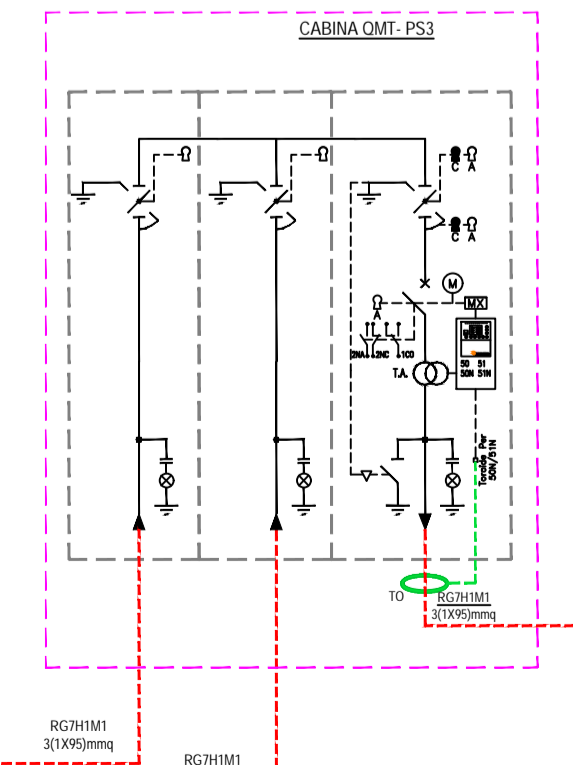 CABINA QMT- PS3
C
A
C
A
M
MX
A
2NA
2NC
1CO
T.A.
50 51
50N 51N
Toroide Per
50N/51N
TO
RG7H1M1
3(1X95)mmq
RG7H1M1
3(1X95)mmq
RG7H1M1